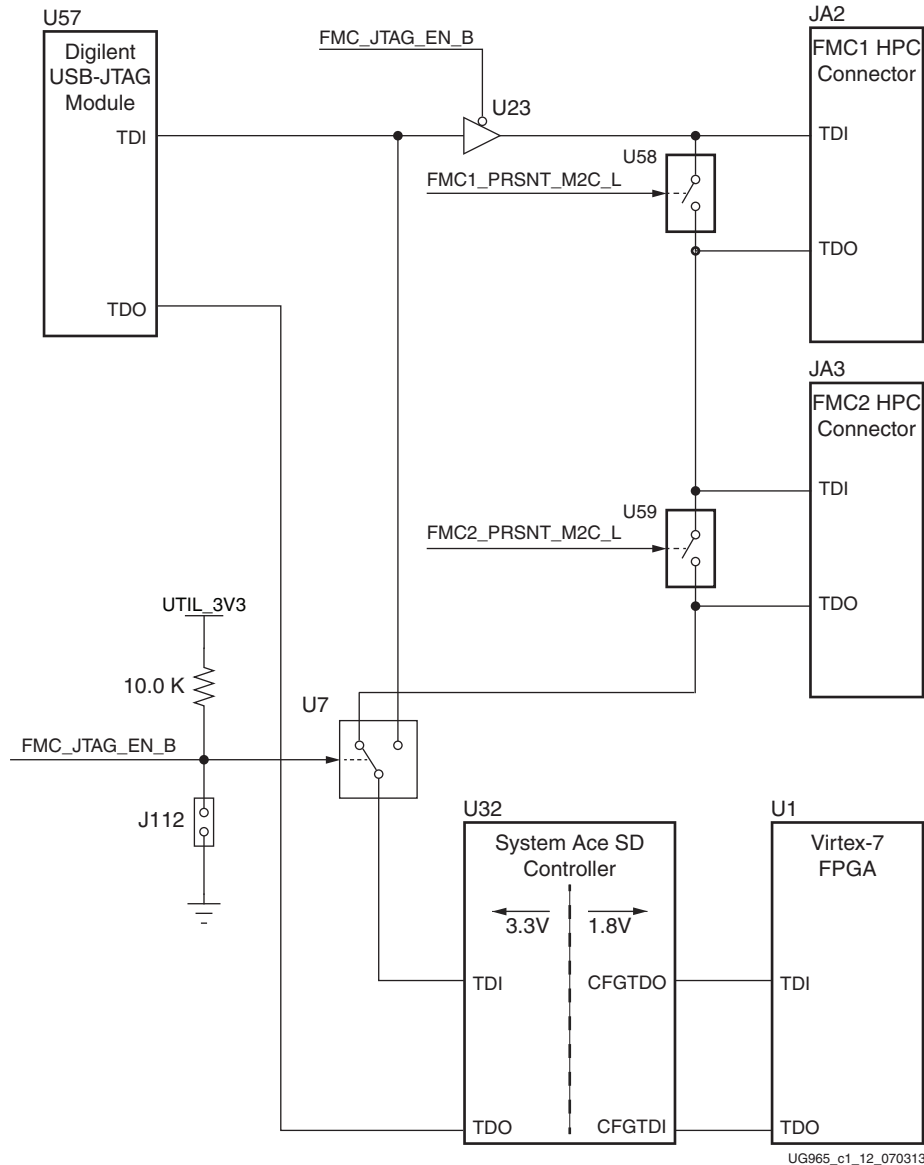 U57
Digilent
USB-JTAG
Module
TDI
TDO
FMC_JTAG_EN_B
U23
JA2
FMC1 HPC
Connector
TDI
TDO
U58
FMC1_PRSNT_M2C_L
JA3
FMC2 HPC
Connector
TDI
TDO
U59
FMC2_PRSNT_M2C_L
UTIL_3V3
10.0 K
U7
FMC_JTAG_EN_B
J112
U32
System Ace SD
Controller
3.3V
1.8V
TDI
CFGTDO
TDO
CFGTDI
U1
Virtex-7
FPGA
TDI
TDO
UG965_c1_12_070313